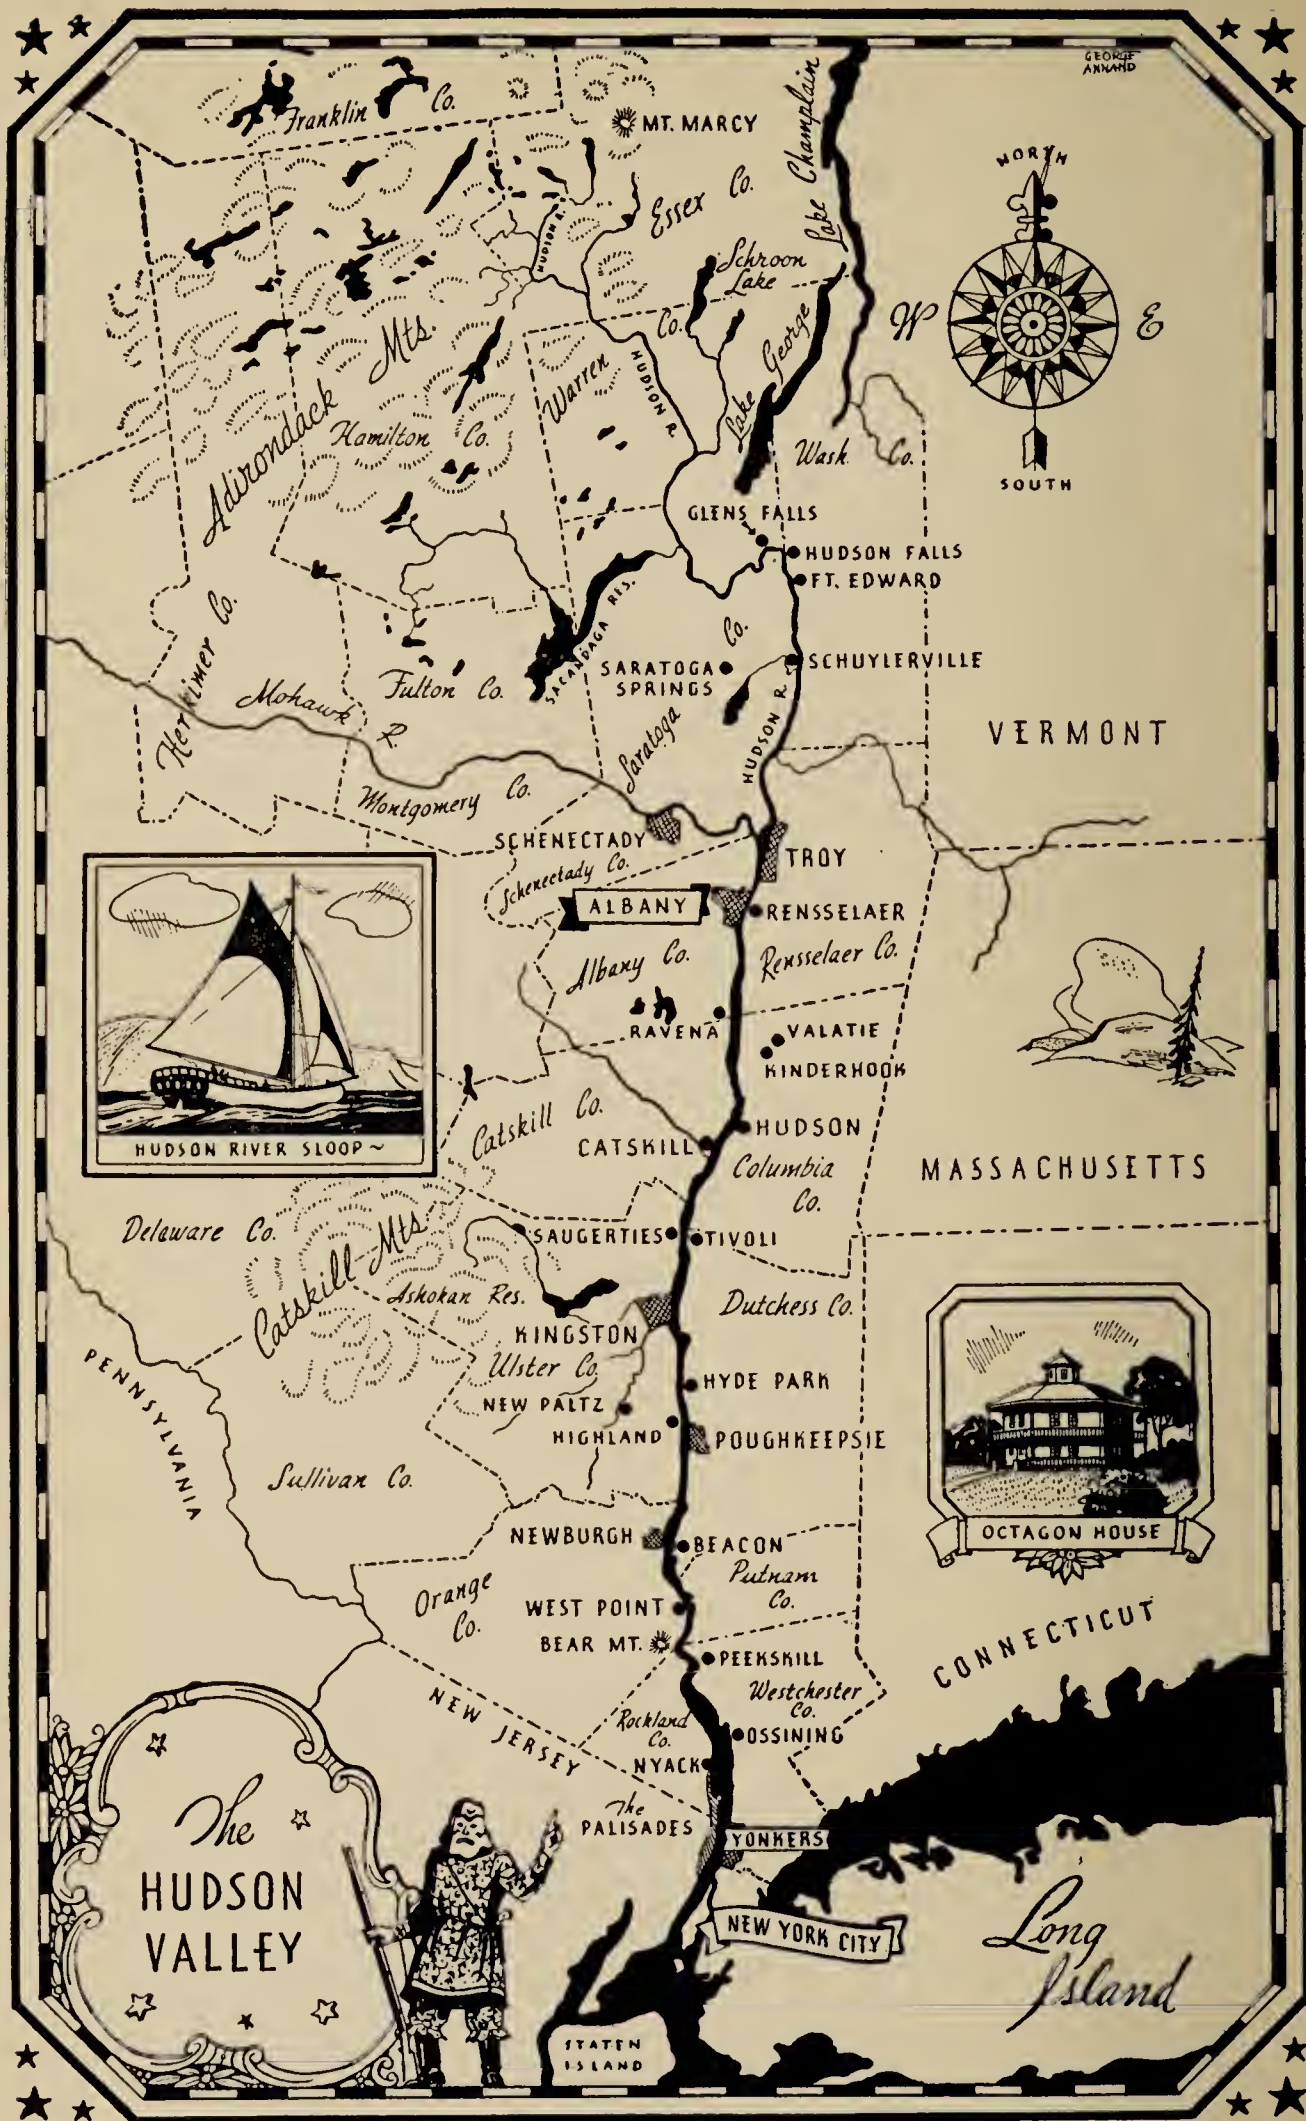 GEORGE
ANNAND
Franklin Co.
MT. MARCY
Lake Champlain
NORTH
Essex Co.
HUDSON R.
Schroon
Lake
W
E
Co.
Lake George
Adirondack Mts.
Warren
HUDSON R.
Hamilton Co.
Wash. Co.
SOUTH
GLENS FALLS
HUDSON FALLS
FT. EDWARD
SACANDAGA RES.
Herkimer Co.
Co.
SARATOGA
SPRINGS
SCHUYLERVILLE
Fulton Co.
Mohawk R.
Saratoga
HUDSON R.
VERMONT
Montgomery Co.
SCHENECTADY
Schenectady Co.
TROY
ALBANY
RENSSELAER
Albany Co.
Rensselaer Co.
RAVENA
VALATIE
KINDERHOOK
Catskill Co.
HUDSON
CATSKILL
HUDSON RIVER SLOOP~
Columbia
Co.
MASSACHUSETTS
Delaware Co.
Catskill Mts.
SAUGERTIES
TIVOLI
Ashokan Res.
Dutchess Co.
KINGSTON
Ulster Co.
PENNSYLVANIA
HYDE PARK
NEW PALTZ
HIGHLAND
POUGHKEEPSIE
Sullivan Co.
OCTAGON HOUSE
NEWBURGH
BEACON
Putnam
Co.
Orange
Co.
WEST POINT
BEAR MT.
PEEKSKILL
CONNECTICUT
Westchester
Co.
NEW JERSEY
Rockland
Co.
OSSINING
NYACK
The
PALISADES
YONKERS
The
HUDSON
VALLEY
NEW YORK CITY
Long
Island
STATEN
ISLAND